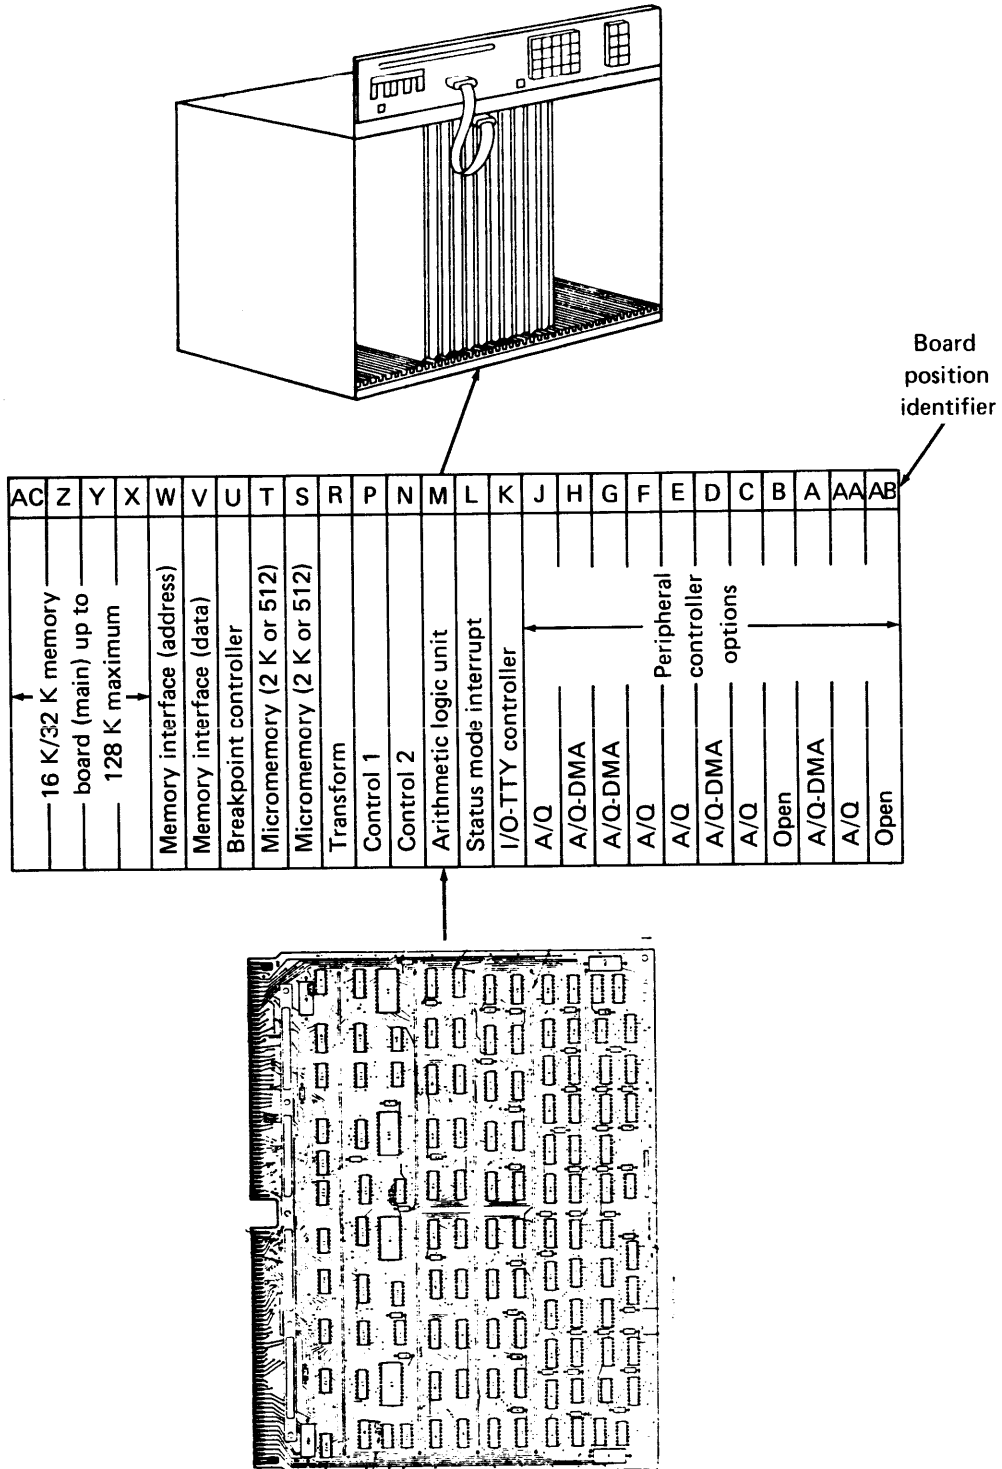 Board
position
identifier
AC Z Y X W V U T S R P N M L K J H G F E D C B A AA AB
16 K/32 K memory
board (main) up to
128 K maximum
Memory interface (address)
Memory interface (data)
Breakpoint controller
Micromemory (2 K or 512)
Micromemory (2 K or 512)
Transform
Control 1
Control 2
Arithmetic logic unit
Status mode interrupt
I/O-TTY controller
Peripheral
controller
options
A/Q
A/Q-DMA
A/Q-DMA
A/Q
A/Q
A/Q-DMA
A/Q
Open
A/Q-DMA
A/Q
Open